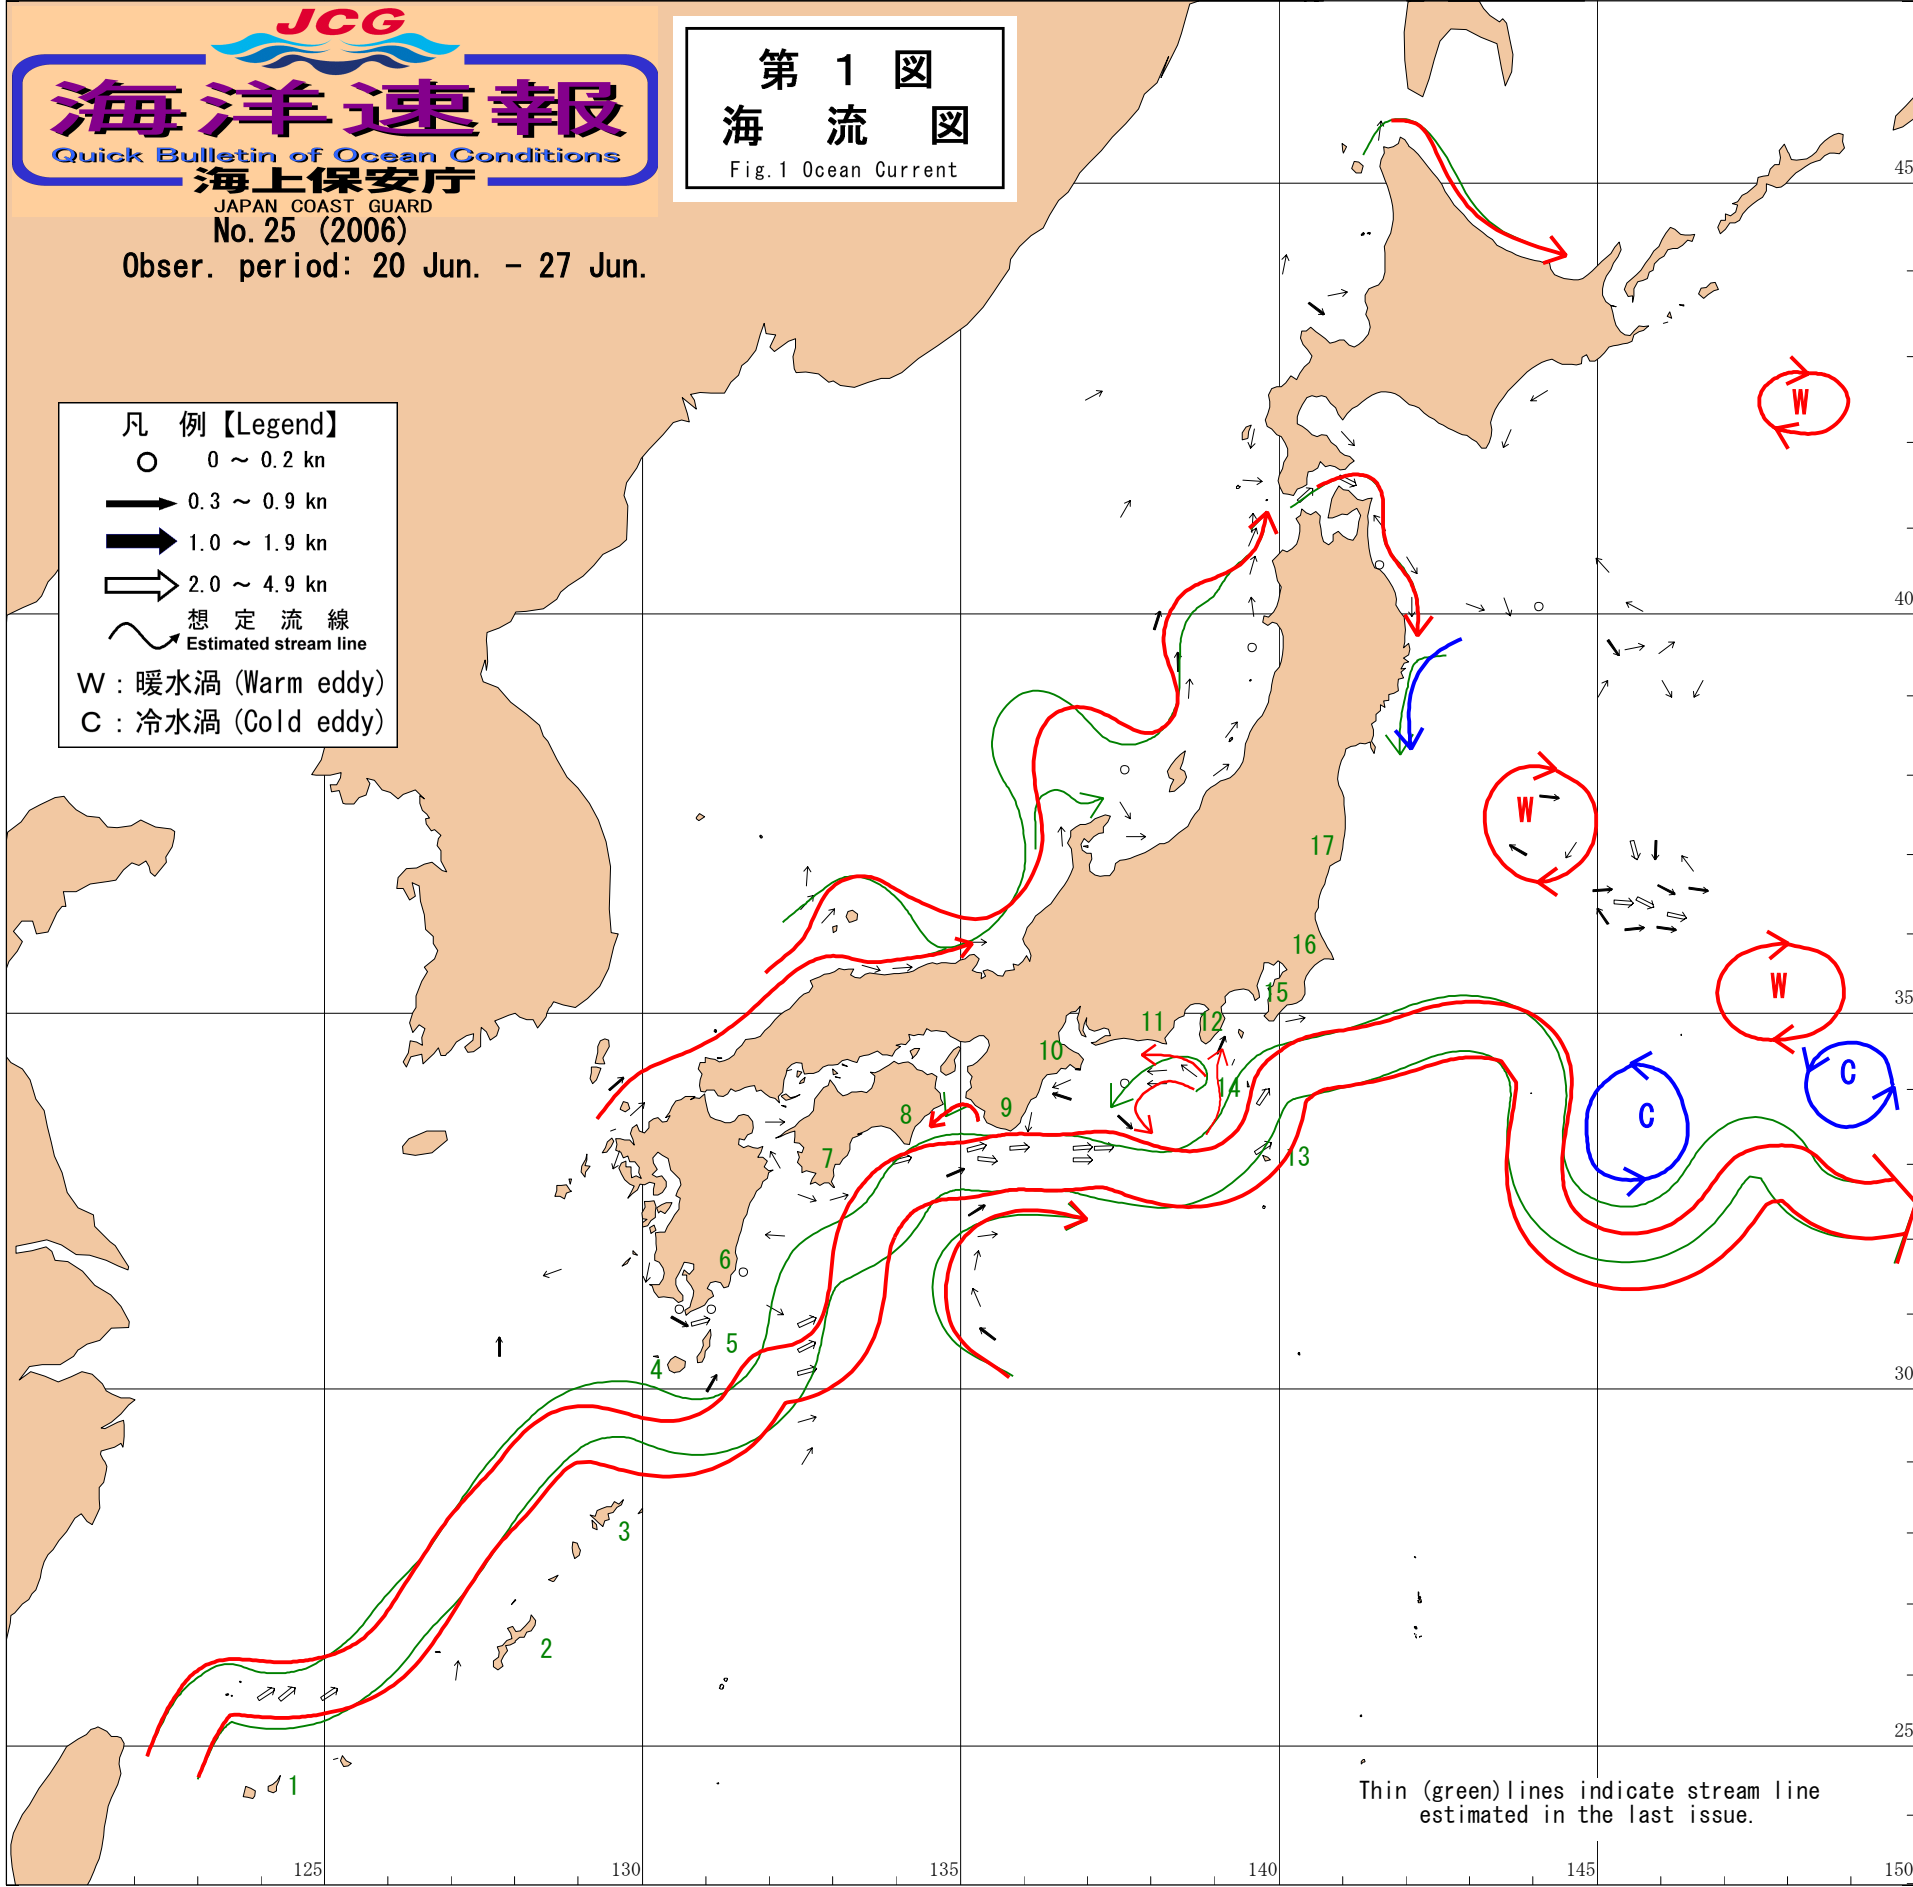 JCG
海洋速報
Quick Bulletin of Ocean Conditions
海上保安庁
JAPAN COAST GUARD
No.25 (2006)
Obser. period: 20 Jun. - 27 Jun.
第 1 図
海 流 図
Fig.1 Ocean Current
凡 例【Legend】
0 ～ 0.2 kn
0.3 ～ 0.9 kn
1.0 ～ 1.9 kn
2.0 ～ 4.9 kn
想 定 流 線
Estimated stream line
W : 暖水渦 (Warm eddy)
C : 冷水渦 (Cold eddy)
45
W
40
W
17
16
W
15
35
11
12
10
C
14
8
9
C
13
7
6
5
4
30
3
2
25
1
Thin (green)lines indicate stream line
estimated in the last issue.
125
130
135
140
145
150